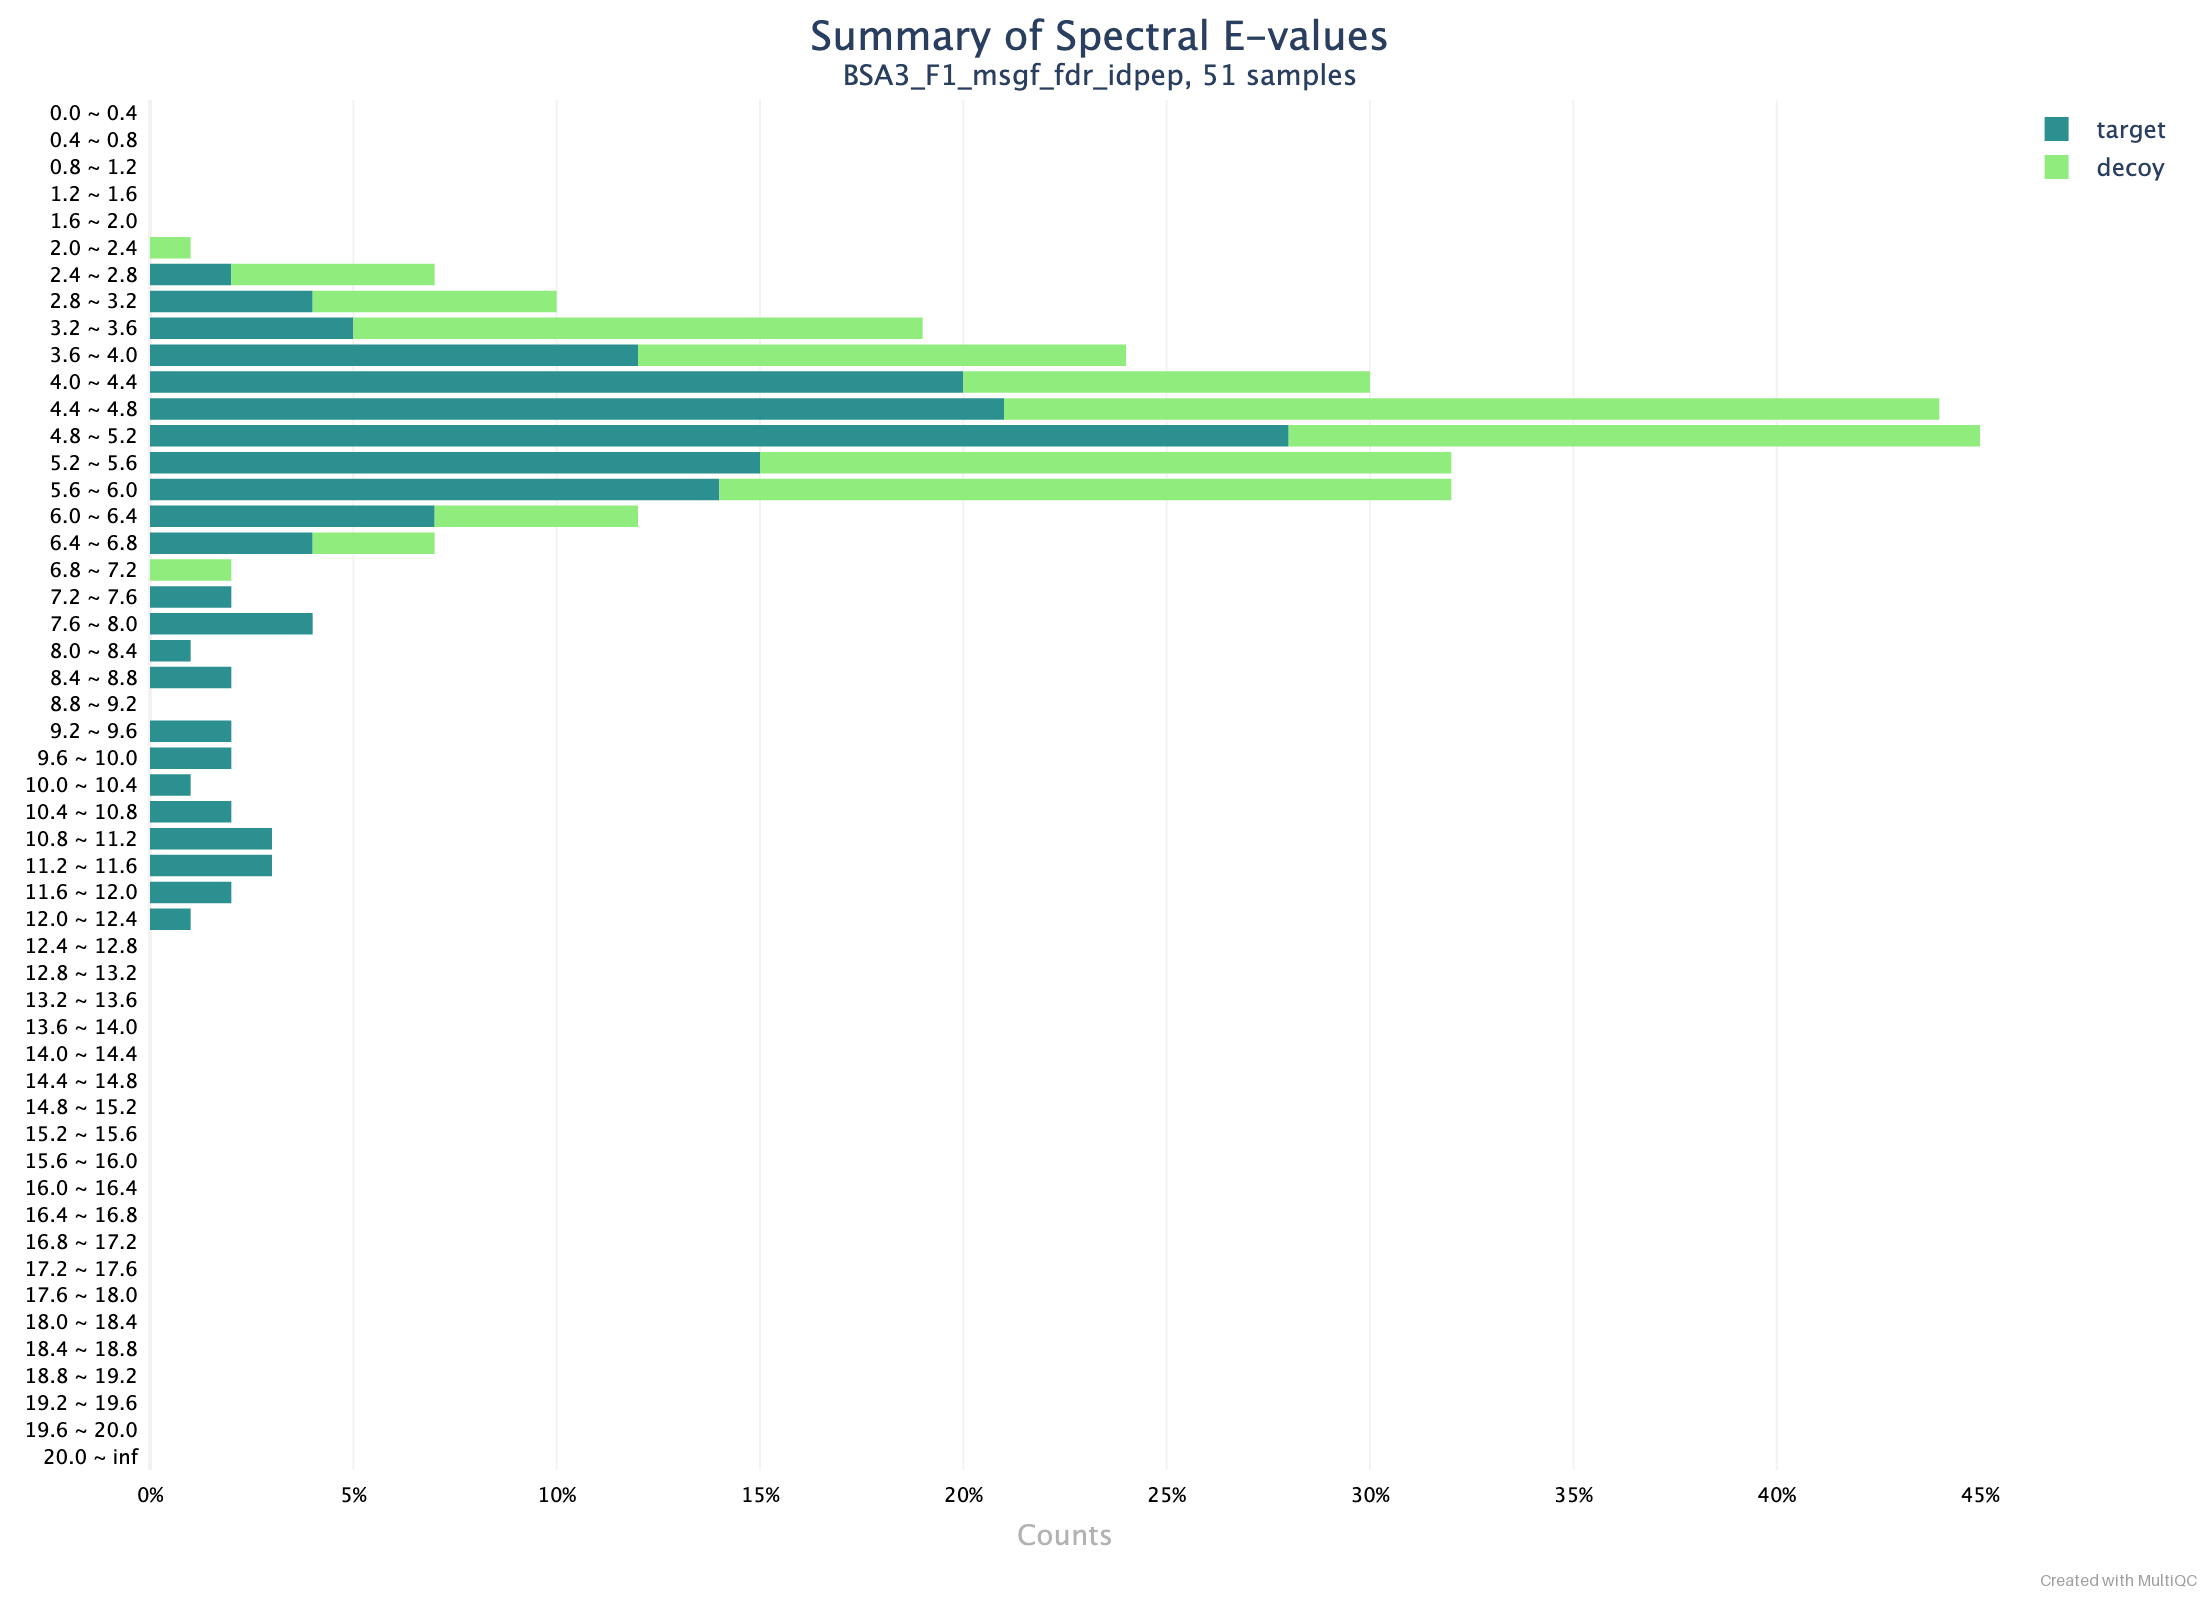 Summary of Spectral E-values
BSA3_F1_msgf_fdr_idpep, 51 samples
target
decoy
0.0 ~ 0.4
0.4 ~ 0.8
0.8 ~ 1.2
1.2 ~ 1.6
1.6 ~ 2.0
2.0 ~ 2.4
2.4 ~ 2.8
2.8 ~ 3.2
3.2 ~ 3.6
3.6 ~ 4.0
4.0 ~ 4.4
4.4 ~ 4.8
4.8 ~ 5.2
5.2 ~ 5.6
5.6 ~ 6.0
6.0 ~ 6.4
6.4 ~ 6.8
6.8 ~ 7.2
7.2 ~ 7.6
7.6 ~ 8.0
8.0 ~ 8.4
8.4 ~ 8.8
8.8 ~ 9.2
9.2 ~ 9.6
9.6 ~ 10.0
10.0 ~ 10.4
10.4 ~ 10.8
10.8 ~ 11.2
11.2 ~ 11.6
11.6 ~ 12.0
12.0 ~ 12.4
12.4 ~ 12.8
12.8 ~ 13.2
13.2 ~ 13.6
13.6 ~ 14.0
14.0 ~ 14.4
14.4 ~ 14.8
14.8 ~ 15.2
15.2 ~ 15.6
15.6 ~ 16.0
16.0 ~ 16.4
16.4 ~ 16.8
16.8 ~ 17.2
17.2 ~ 17.6
17.6 ~ 18.0
18.0 ~ 18.4
18.4 ~ 18.8
18.8 ~ 19.2
19.2 ~ 19.6
19.6 ~ 20.0
20.0 ~ inf
0% 5% 10% 15% 20% 25% 30% 35% 40% 45%
Counts
Created with MultiQC